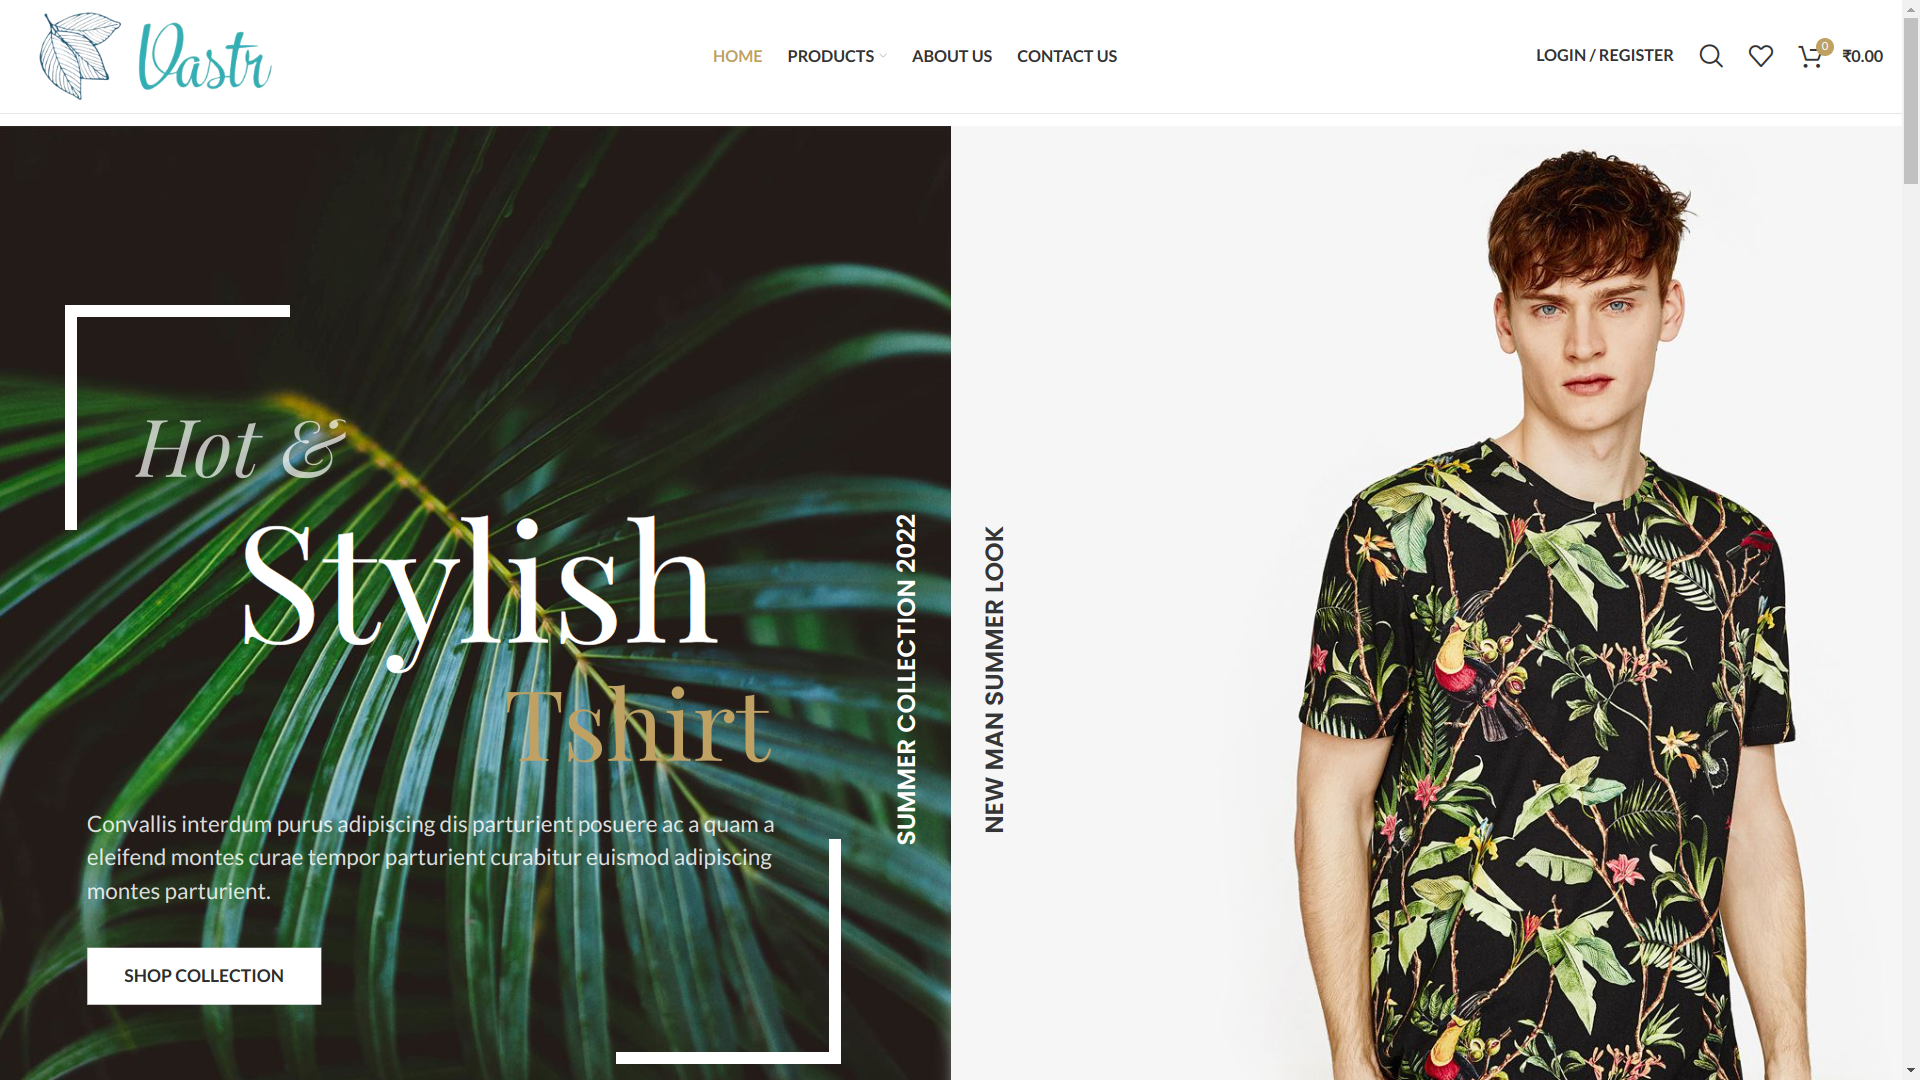 Vastr
HOME PRODUCTS ABOUT US CONTACT US
LOGIN / REGISTER 0 ₹0.00
Hot &
Stylish
Tshirt
Convallis interdum purus adipiscing dis parturient posuere ac a quam a
eleifend montes curae tempor parturient curabitur euismod adipiscing
montes parturient.
SHOP COLLECTION
SUMMER COLLECTION 2022
NEW MAN SUMMER LOOK